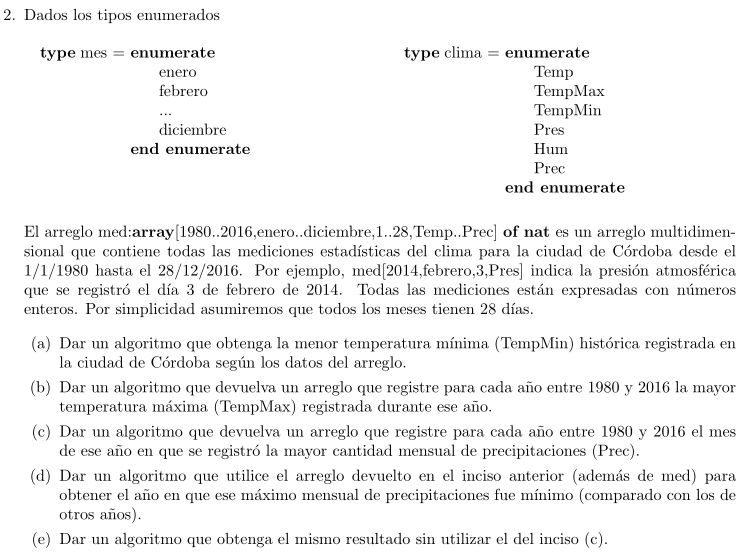 2. Dados los tipos enumerados
type mes = enumerate
enero
febrero
...
diciembre
end enumerate
type clima = enumerate
Temp
TempMax
TempMin
Pres
Hum
Prec
end enumerate
El arreglo med:array[1980..2016,enero..diciembre,1..28,Temp..Prec] of nat es un arreglo multidimen-
sional que contiene todas las mediciones estadísticas del clima para la ciudad de Córdoba desde el
1/1/1980 hasta el 28/12/2016. Por ejemplo, med[2014,febrero,3,Pres] indica la presión atmosférica
que se registró el día 3 de febrero de 2014. Todas las mediciones están expresadas con números
enteros. Por simplicidad asumiremos que todos los meses tienen 28 días.
(a) Dar un algoritmo que obtenga la menor temperatura mínima (TempMin) histórica registrada en
la ciudad de Córdoba según los datos del arreglo.
(b) Dar un algoritmo que devuelva un arreglo que registre para cada año entre 1980 y 2016 la mayor
temperatura máxima (TempMax) registrada durante ese año.
(c) Dar un algoritmo que devuelva un arreglo que registre para cada año entre 1980 y 2016 el mes
de ese año en que se registró la mayor cantidad mensual de precipitaciones (Prec).
(d) Dar un algoritmo que utilice el arreglo devuelto en el inciso anterior (además de med) para
obtener el año en que ese máximo mensual de precipitaciones fue mínimo (comparado con los de
otros años).
(e) Dar un algoritmo que obtenga el mismo resultado sin utilizar el del inciso (c).